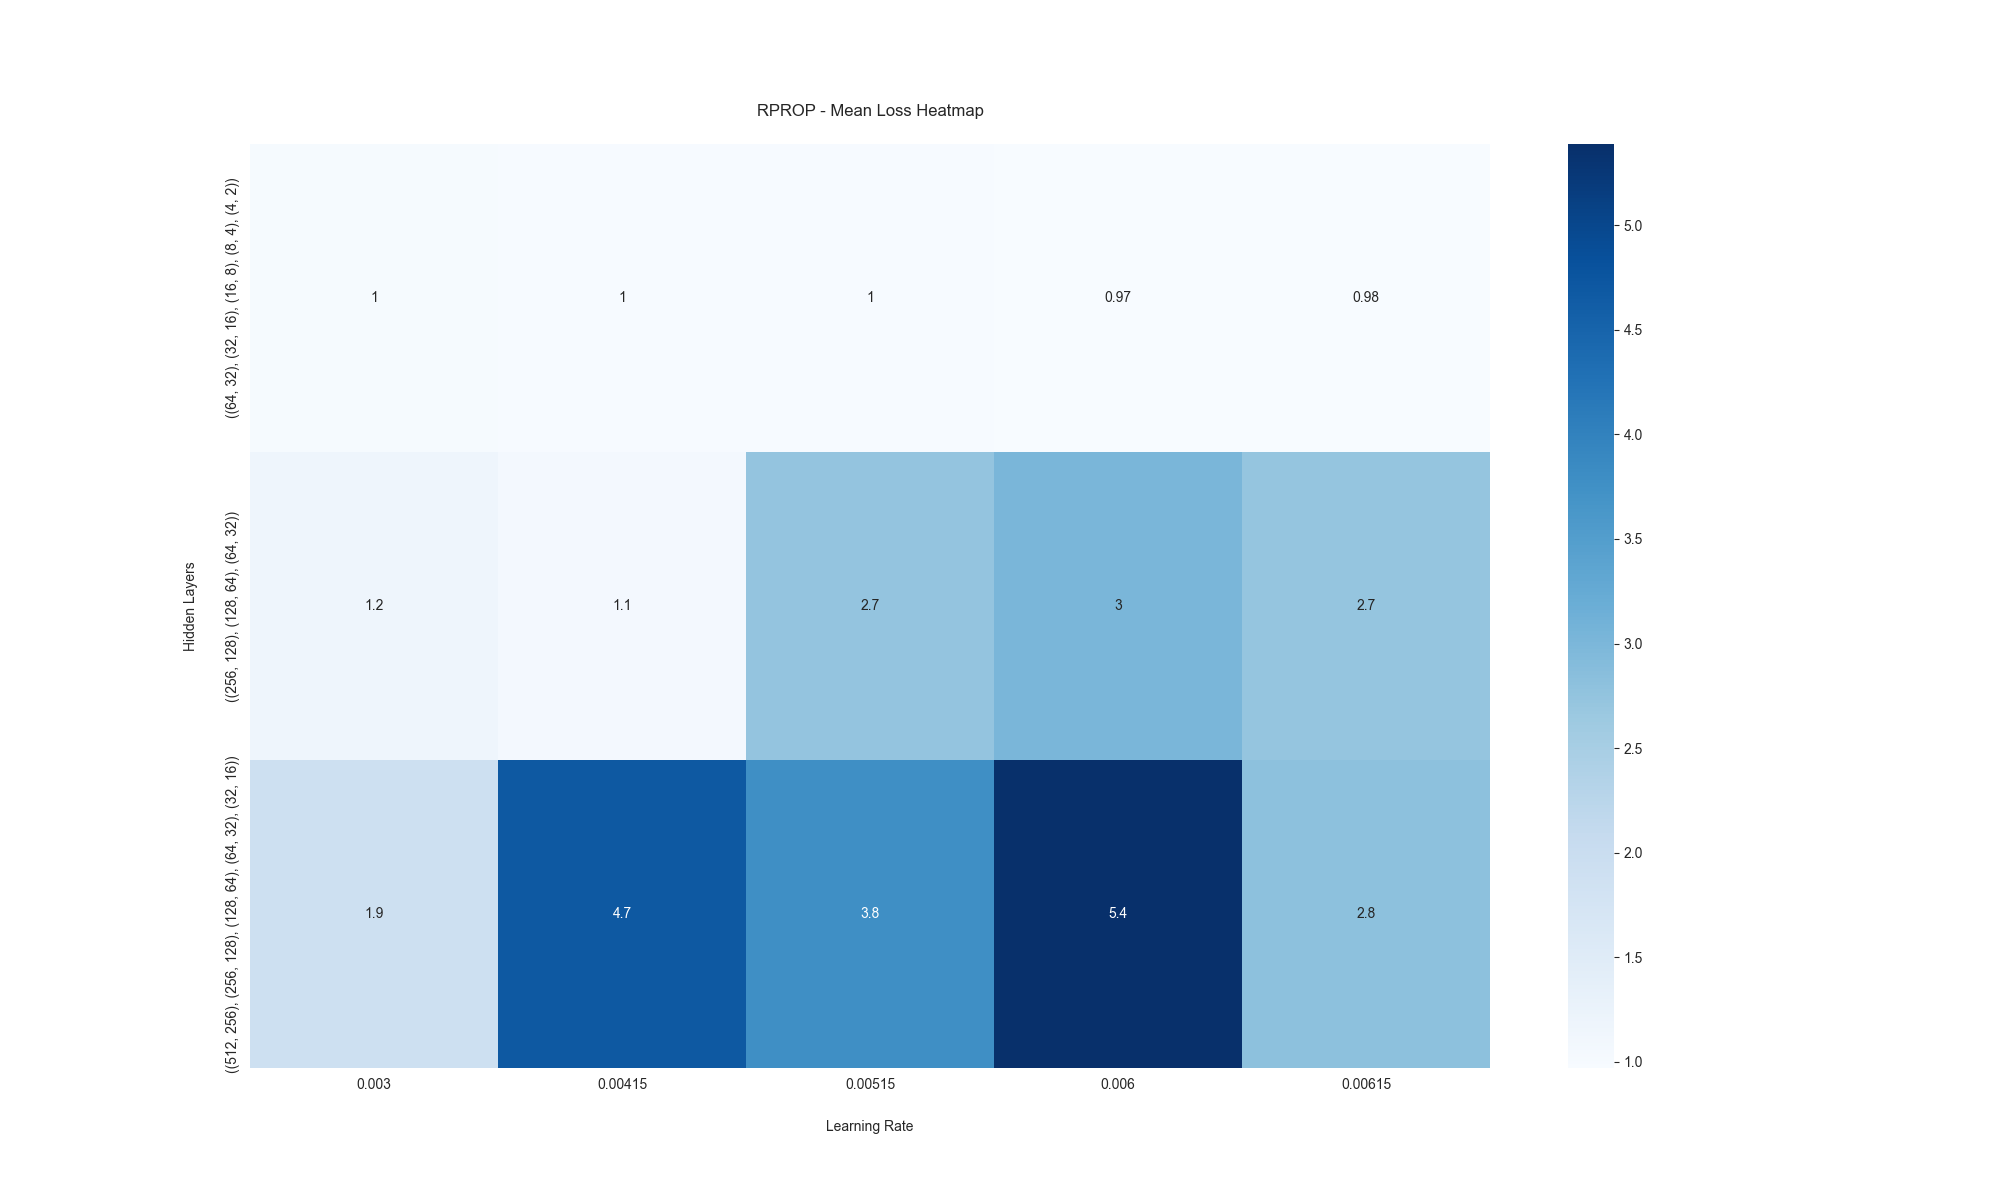 RPROP - Mean Loss Heatmap
Hidden Layers
((64, 32), (32, 16), (16, 8), (8, 4), (4, 2))
1 1 1 0.97 0.98
((256, 128), (128, 64), (64, 32))
1.2 1.1 2.7 3 2.7
((512, 256), (256, 128), (128, 64), (64, 32), (32, 16))
1.9 4.7 3.8 5.4 2.8
0.003 0.00415 0.00515 0.006 0.00615
Learning Rate
5.0
4.5
4.0
3.5
3.0
2.5
2.0
1.5
1.0